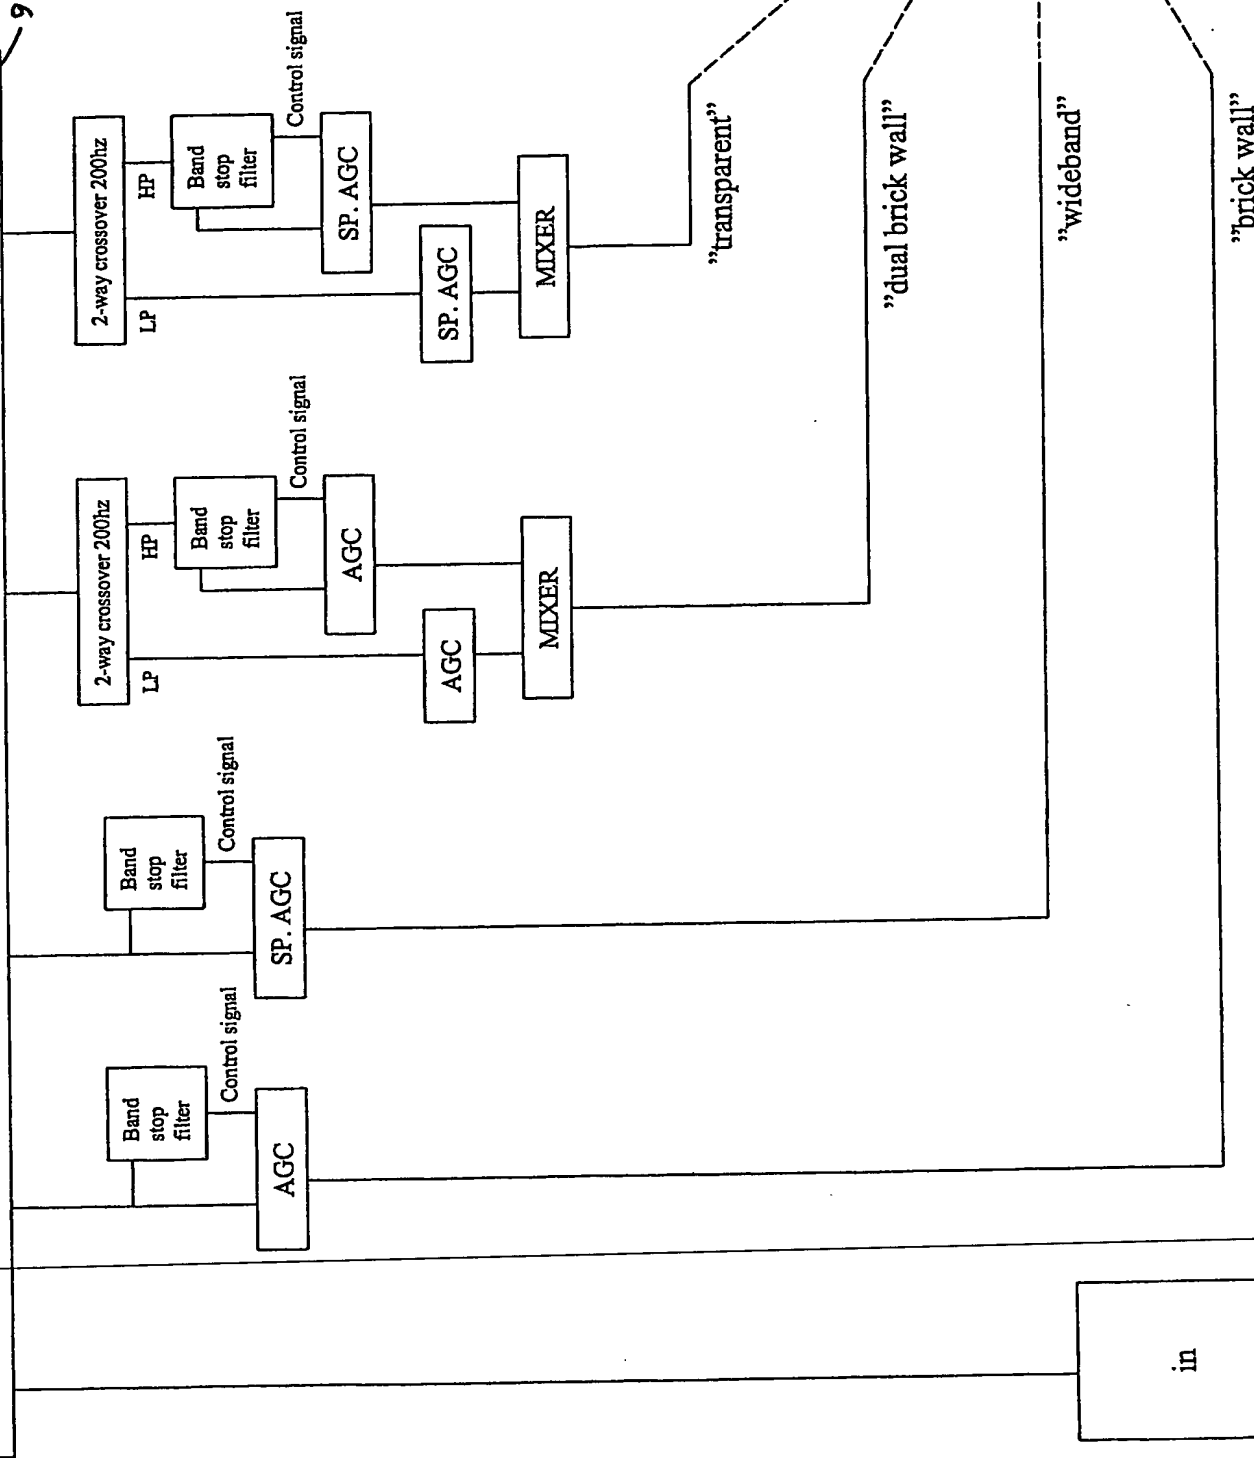 9
2-way crossover 200hz
LP
HP
Band
stop
filter
Control signal
SP. AGC
SP. AGC
MIXER
”transparent”
2-way crossover 200hz
LP
HP
Band
stop
filter
Control signal
AGC
AGC
MIXER
”dual brick wall”
Band
stop
filter
Control signal
SP. AGC
”wideband”
Band
stop
filter
Control signal
AGC
”brick wall”
in